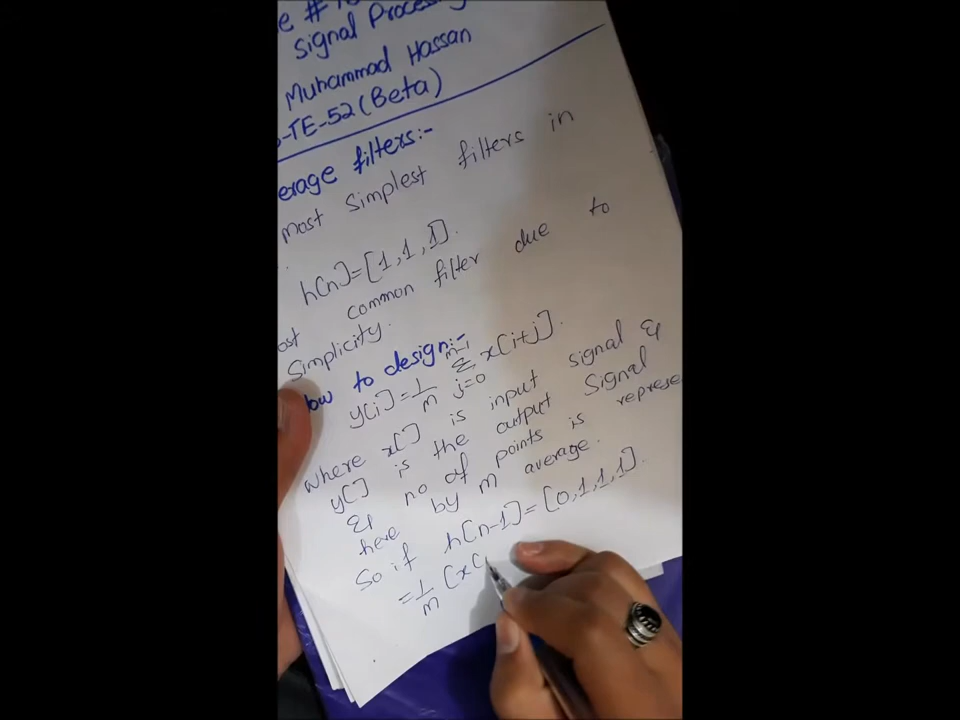 Signal Processing
Muhammad Hassan
-TE-52 (Beta)
erage filters:-
most simplest filters in
h[n]=[1,1,1].
ost common filter due to
simplicity.
ow to design:-
y[i]=1/m Σ_{j=0}^{m-1} x[i+j].
where x[ ] is input signal &
y[ ] is the output signal
& no of points is represe
here by m average.
So if h[n-1]=[0,1,1,1].
=1/m [x[